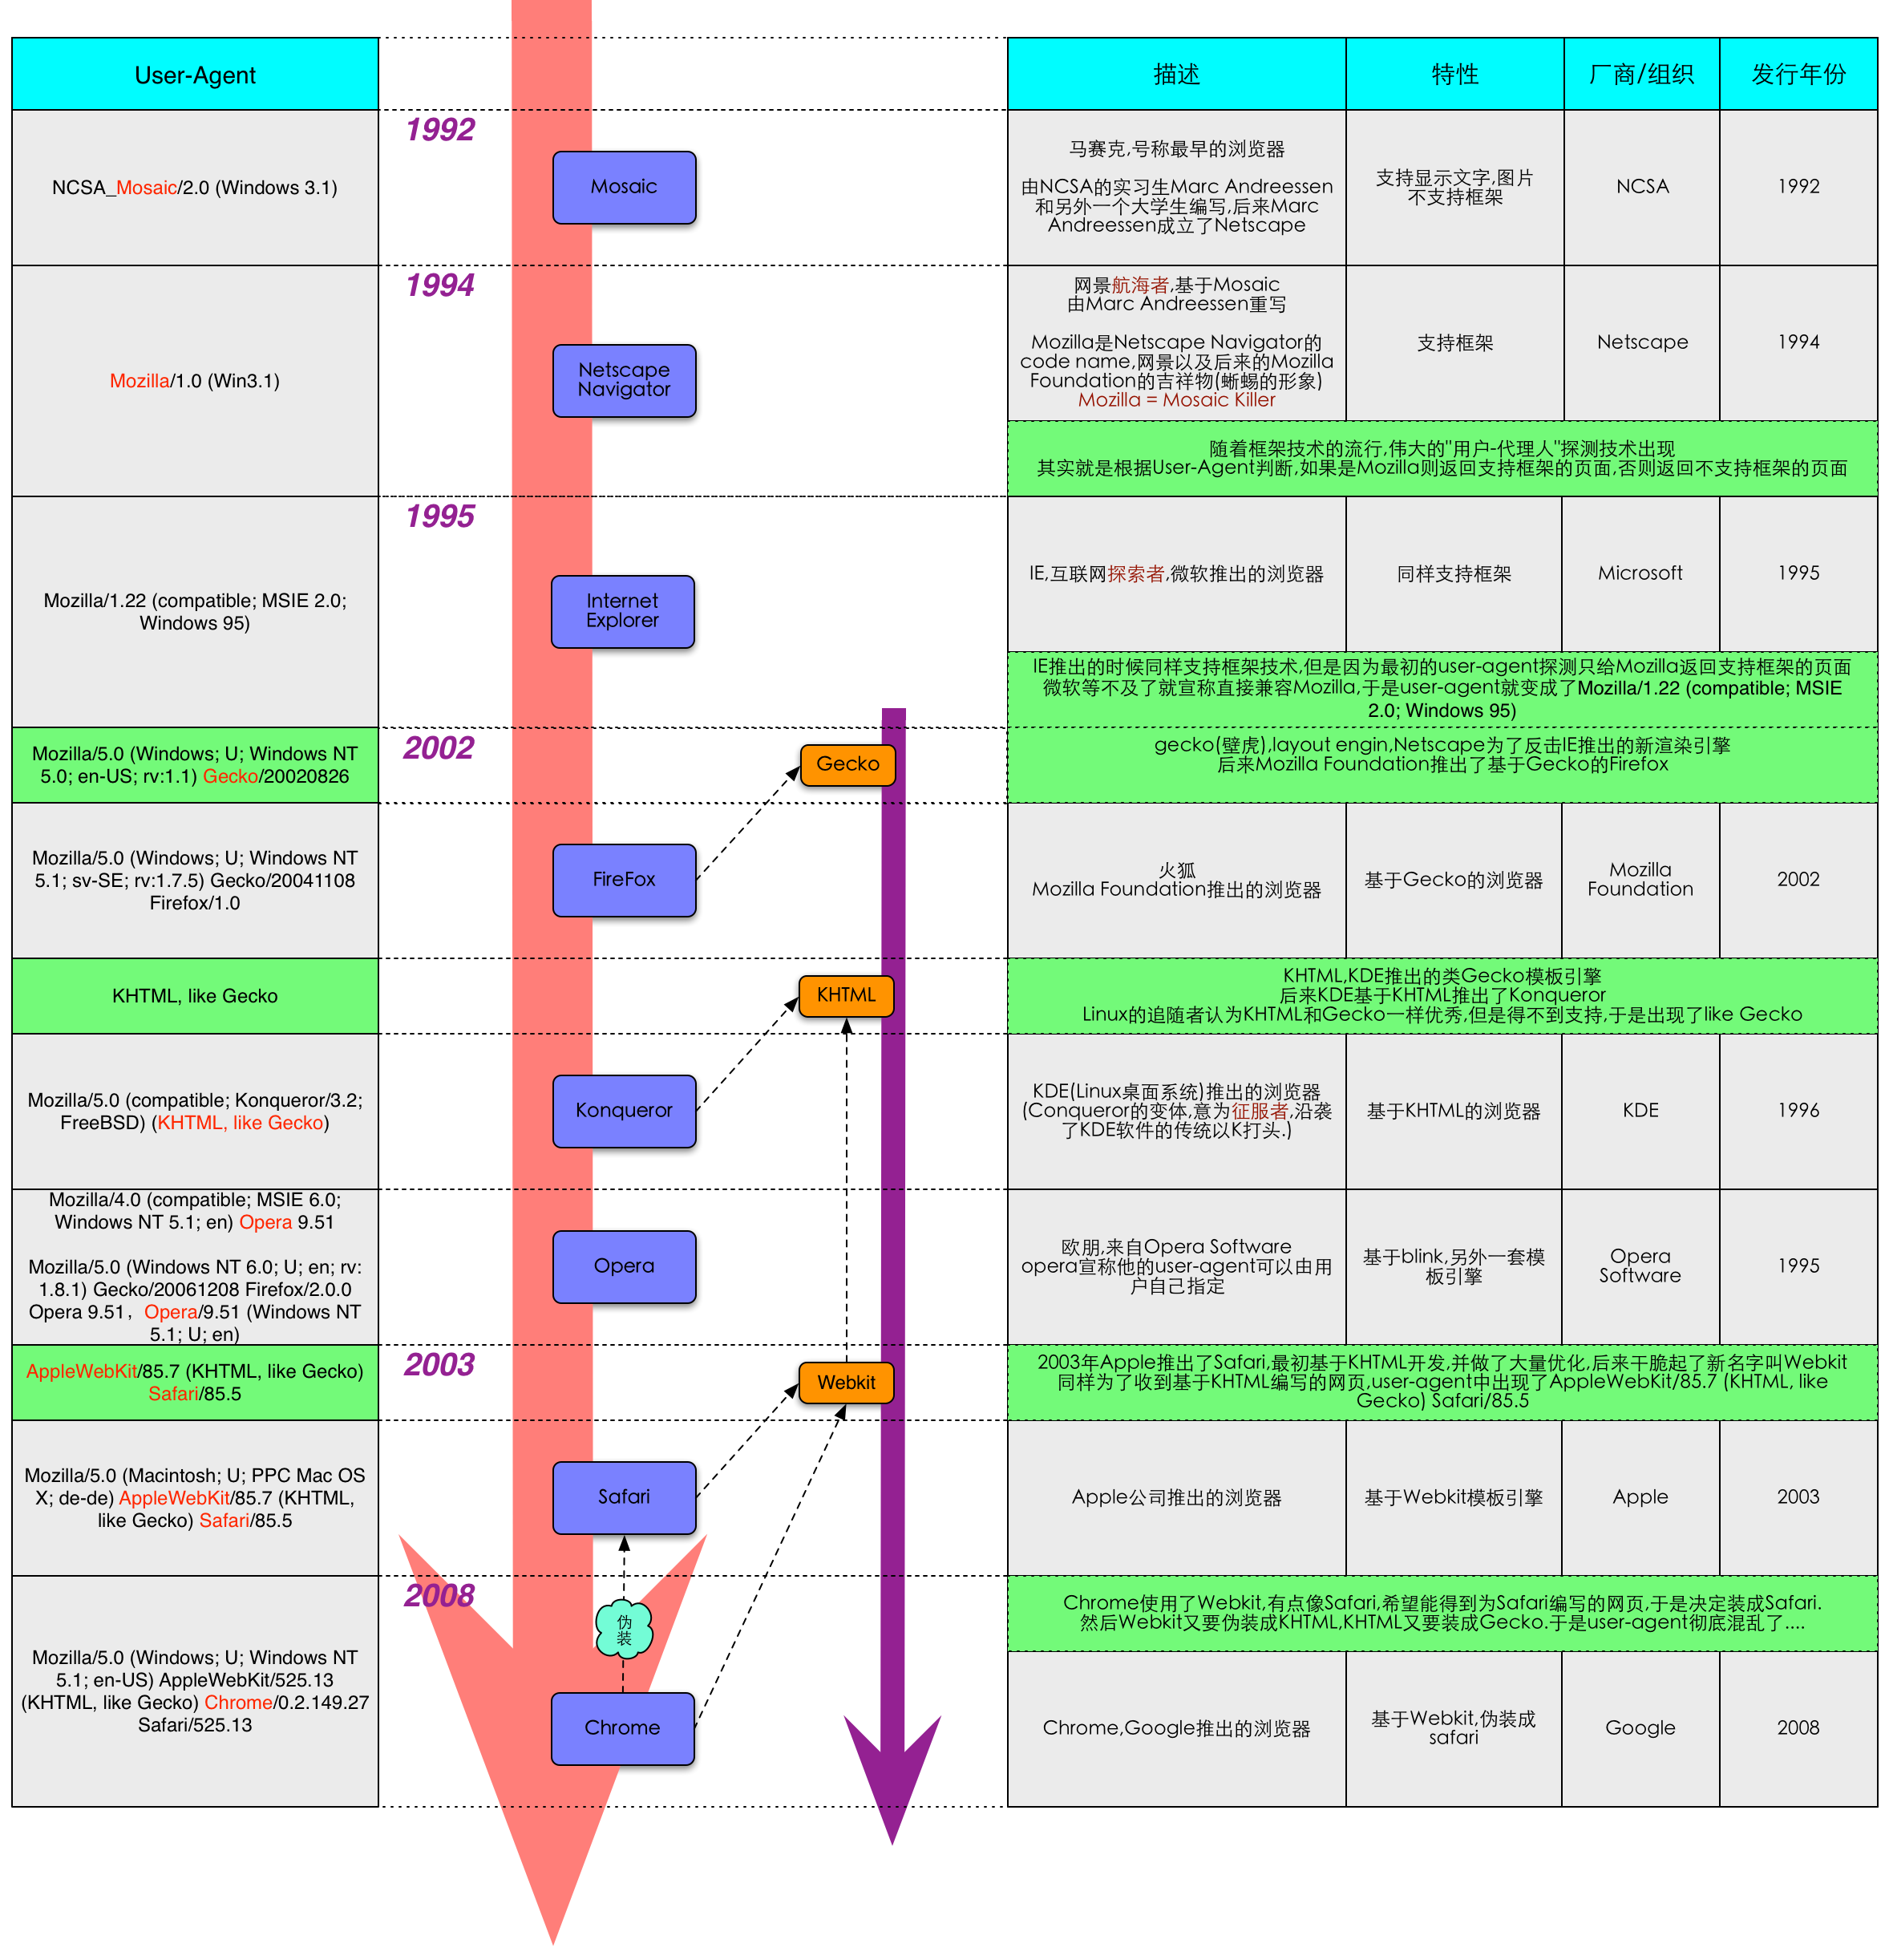 User-Agent
描述
特性
厂商/组织
发行年份
1992
NCSA_Mosaic/2.0 (Windows 3.1)
Mosaic
马赛克,号称最早的浏览器
由NCSA的实习生Marc Andreessen
和另外一个大学生编写,后来Marc
Andreessen成立了Netscape
支持显示文字,图片
不支持框架
NCSA
1992
1994
Mozilla/1.0 (Win3.1)
Netscape
Navigator
网景航海者,基于Mosaic
由Marc Andreessen重写
Mozilla是Netscape Navigator的
code name,网景以及后来的Mozilla
Foundation的吉祥物(蜥蜴的形象)
Mozilla = Mosaic Killer
支持框架
Netscape
1994
随着框架技术的流行,伟大的"用户-代理人"探测技术出现
其实就是根据User-Agent判断,如果是Mozilla则返回支持框架的页面,否则返回不支持框架的页面
1995
Mozilla/1.22 (compatible; MSIE 2.0;
Windows 95)
Internet
Explorer
IE,互联网探索者,微软推出的浏览器
同样支持框架
Microsoft
1995
IE推出的时候同样支持框架技术,但是因为最初的user-agent探测只给Mozilla返回支持框架的页面
微软等不及了就宣称直接兼容Mozilla,于是user-agent就变成了Mozilla/1.22 (compatible; MSIE
2.0; Windows 95)
2002
Mozilla/5.0 (Windows; U; Windows NT
5.0; en-US; rv:1.1) Gecko/20020826
Gecko
gecko(壁虎),layout engin,Netscape为了反击IE推出的新渲染引擎
后来Mozilla Foundation推出了基于Gecko的Firefox
Mozilla/5.0 (Windows; U; Windows NT
5.1; sv-SE; rv:1.7.5) Gecko/20041108
Firefox/1.0
FireFox
火狐
Mozilla Foundation推出的浏览器
基于Gecko的浏览器
Mozilla
Foundation
2002
KHTML, like Gecko
KHTML
KHTML,KDE推出的类Gecko模板引擎
后来KDE基于KHTML推出了Konqueror
Linux的追随者认为KHTML和Gecko一样优秀,但是得不到支持,于是出现了like Gecko
Mozilla/5.0 (compatible; Konqueror/3.2;
FreeBSD) (KHTML, like Gecko)
Konqueror
KDE(Linux桌面系统)推出的浏览器
(Conqueror的变体,意为征服者,沿袭
了KDE软件的传统以K打头.)
基于KHTML的浏览器
KDE
1996
Mozilla/4.0 (compatible; MSIE 6.0;
Windows NT 5.1; en) Opera 9.51
Mozilla/5.0 (Windows NT 6.0; U; en; rv:
1.8.1) Gecko/20061208 Firefox/2.0.0
Opera 9.51，Opera/9.51 (Windows NT
5.1; U; en)
Opera
欧朋,来自Opera Software
opera宣称他的user-agent可以由用
户自己指定
基于blink,另外一套模
板引擎
Opera
Software
1995
2003
AppleWebKit/85.7 (KHTML, like Gecko)
Safari/85.5
Webkit
2003年Apple推出了Safari,最初基于KHTML开发,并做了大量优化,后来干脆起了新名字叫Webkit
同样为了收到基于KHTML编写的网页,user-agent中出现了AppleWebKit/85.7 (KHTML, like
Gecko) Safari/85.5
Mozilla/5.0 (Macintosh; U; PPC Mac OS
X; de-de) AppleWebKit/85.7 (KHTML,
like Gecko) Safari/85.5
Safari
Apple公司推出的浏览器
基于Webkit模板引擎
Apple
2003
2008
伪
装
Chrome使用了Webkit,有点像Safari,希望能得到为Safari编写的网页,于是决定装成Safari.
然后Webkit又要伪装成KHTML,KHTML又要装成Gecko.于是user-agent彻底混乱了....
Mozilla/5.0 (Windows; U; Windows NT
5.1; en-US) AppleWebKit/525.13
(KHTML, like Gecko) Chrome/0.2.149.27
Safari/525.13
Chrome
Chrome,Google推出的浏览器
基于Webkit,伪装成
safari
Google
2008